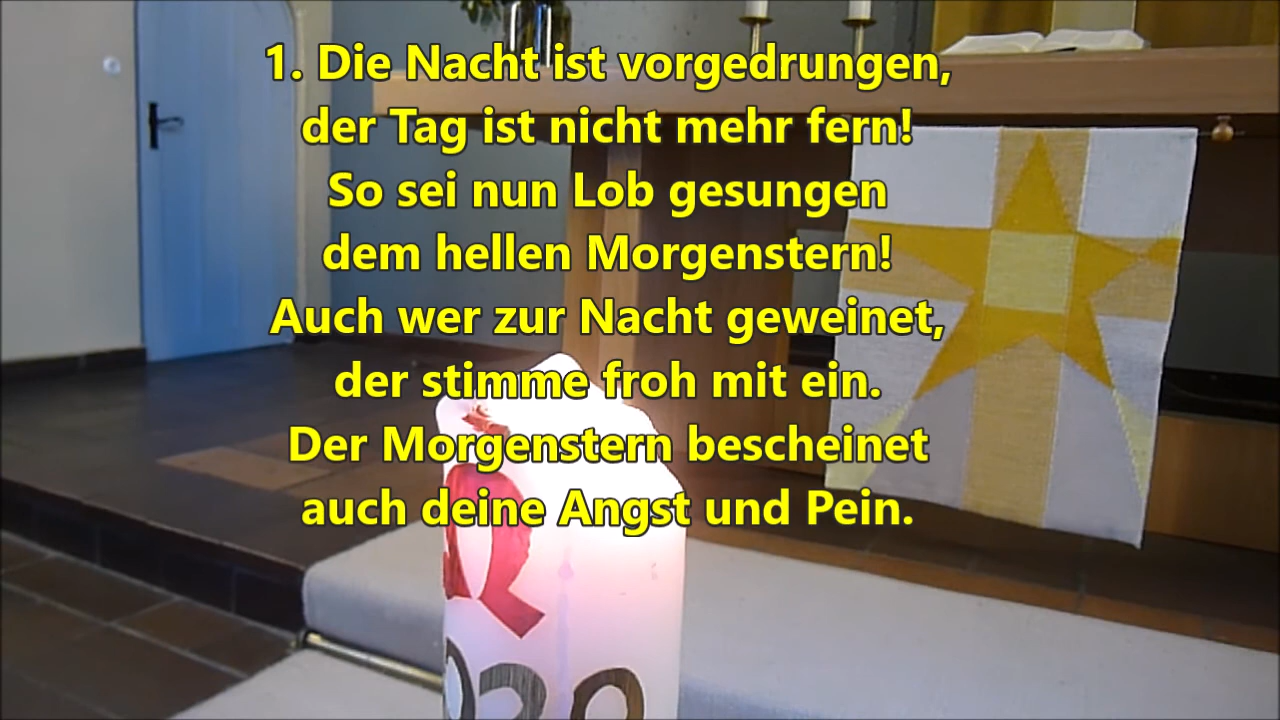 1. Die Nacht ist vorgedrungen,
der Tag ist nicht mehr fern!
So sei nun Lob gesungen
dem hellen Morgenstern!
Auch wer zur Nacht geweinet,
der stimme froh mit ein.
Der Morgenstern bescheinet
auch deine Angst und Pein.